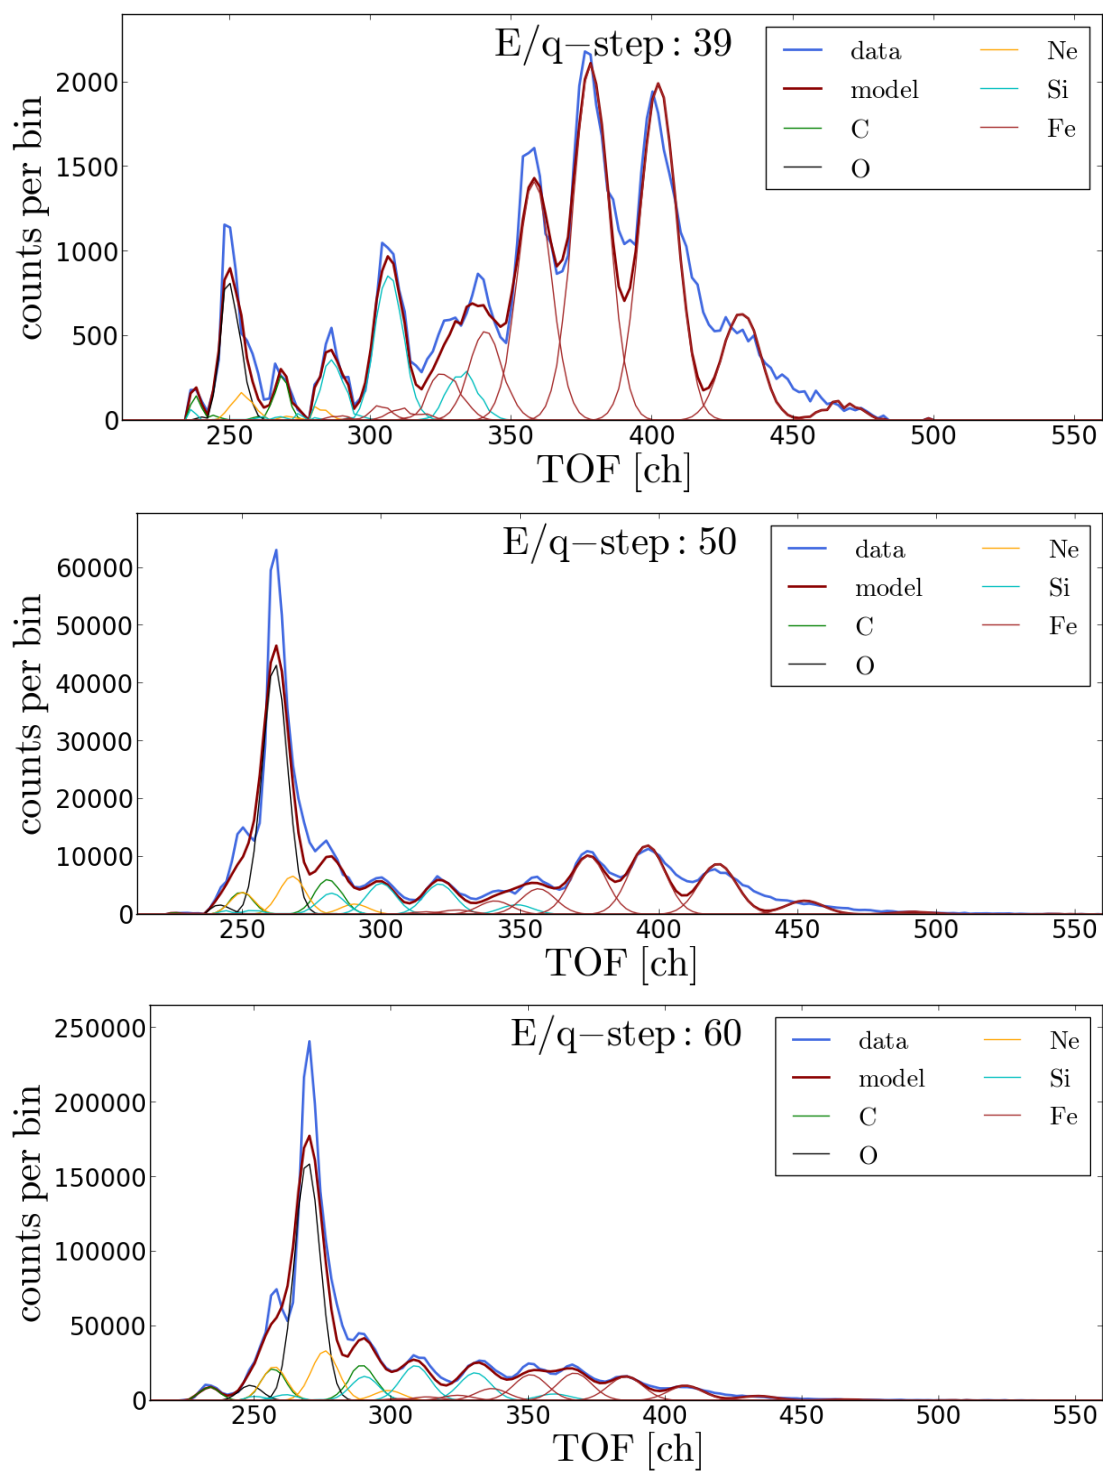 E/q−step: 39
counts per bin
2000
1500
1000
500
0
data
model
C
O
Ne
Si
Fe
250 300 350 400 450 500 550
TOF [ch]
E/q−step: 50
counts per bin
60000
50000
40000
30000
20000
10000
0
data
model
C
O
Ne
Si
Fe
250 300 350 400 450 500 550
TOF [ch]
E/q−step: 60
counts per bin
250000
200000
150000
100000
50000
0
data
model
C
O
Ne
Si
Fe
250 300 350 400 450 500 550
TOF [ch]